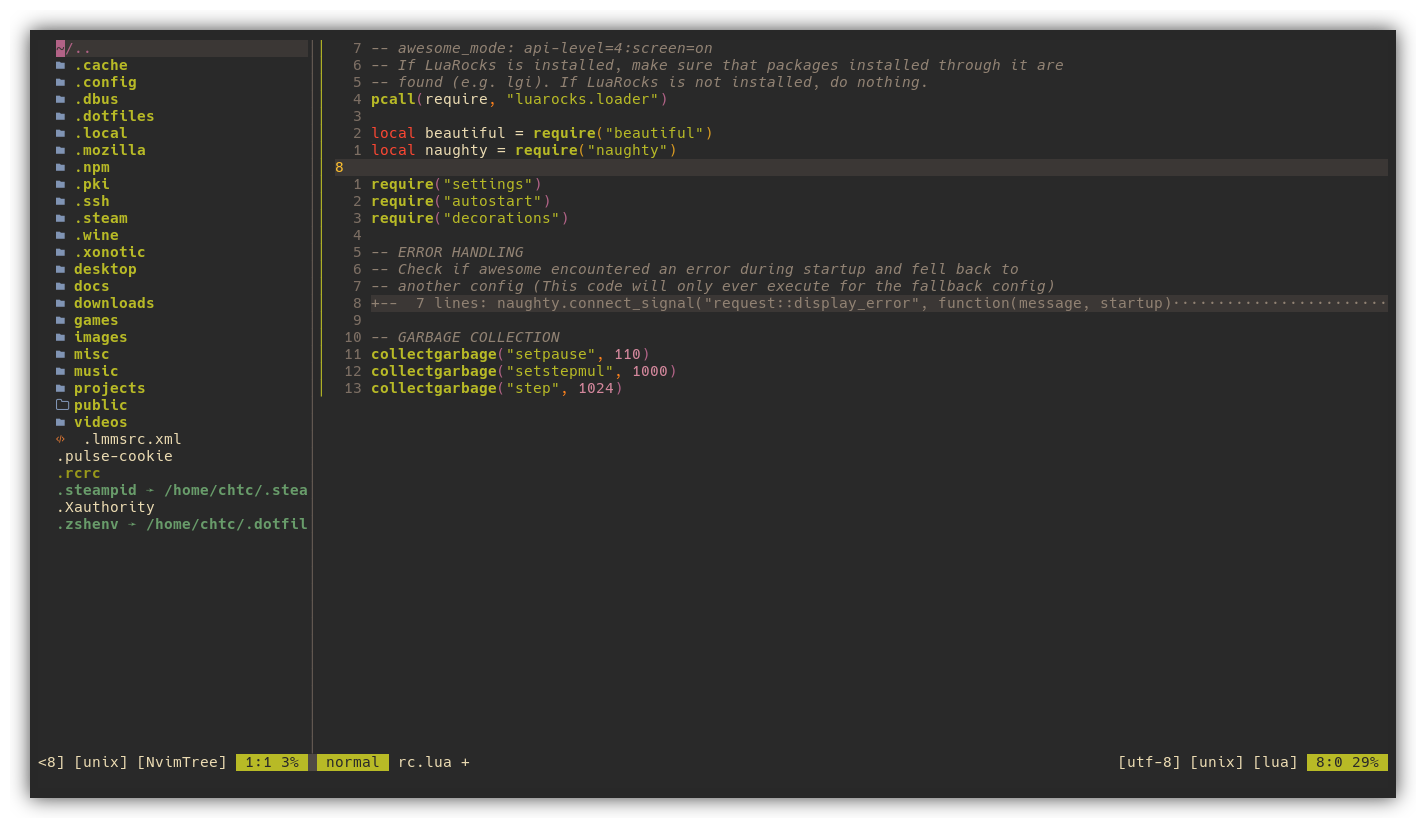 ~/..
.cache
.config
.dbus
.dotfiles
.local
.mozilla
.npm
.pki
.ssh
.steam
.wine
.xonotic
desktop
docs
downloads
games
images
misc
music
projects
public
videos
.lmmsrc.xml
.pulse-cookie
.rcrc
.steampid → /home/chtc/.stea
.Xauthority
.zshenv → /home/chtc/.dotfil
7 -- awesome_mode: api-level=4:screen=on
6 -- If LuaRocks is installed, make sure that packages installed through it are
5 -- found (e.g. lgi). If LuaRocks is not installed, do nothing.
4 pcall(require, "luarocks.loader")
3
2 local beautiful = require("beautiful")
1 local naughty = require("naughty")
8
1 require("settings")
2 require("autostart")
3 require("decorations")
4
5 -- ERROR HANDLING
6 -- Check if awesome encountered an error during startup and fell back to
7 -- another config (This code will only ever execute for the fallback config)
8 +--  7 lines: naughty.connect_signal("request::display_error", function(message, startup)························
9
10 -- GARBAGE COLLECTION
11 collectgarbage("setpause", 110)
12 collectgarbage("setstepmul", 1000)
13 collectgarbage("step", 1024)
<8] [unix] [NvimTree] 1:1 3% normal rc.lua + [utf-8] [unix] [lua] 8:0 29%